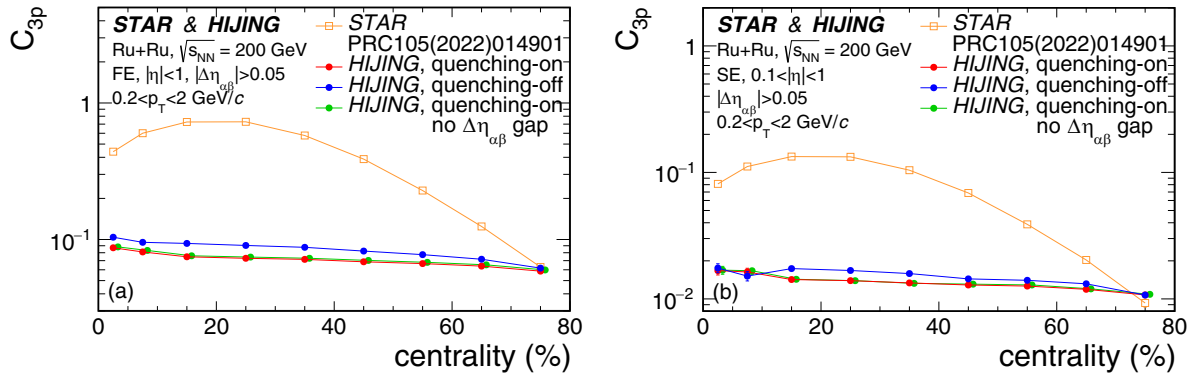 C3p
STAR & HIJING
Ru+Ru, √sNN = 200 GeV
FE, |η|<1, |Δηαβ|>0.05
0.2<pT<2 GeV/c
STAR
PRC105(2022)014901
HIJING, quenching-on
HIJING, quenching-off
HIJING, quenching-on
no Δηαβ gap
1
10−1
(a)
0 20 40 60 80
centrality (%)
C3p
STAR & HIJING
Ru+Ru, √sNN = 200 GeV
SE, 0.1<|η|<1
|Δηαβ|>0.05
0.2<pT<2 GeV/c
STAR
PRC105(2022)014901
HIJING, quenching-on
HIJING, quenching-off
HIJING, quenching-on
no Δηαβ gap
1
10−1
10−2
(b)
0 20 40 60 80
centrality (%)